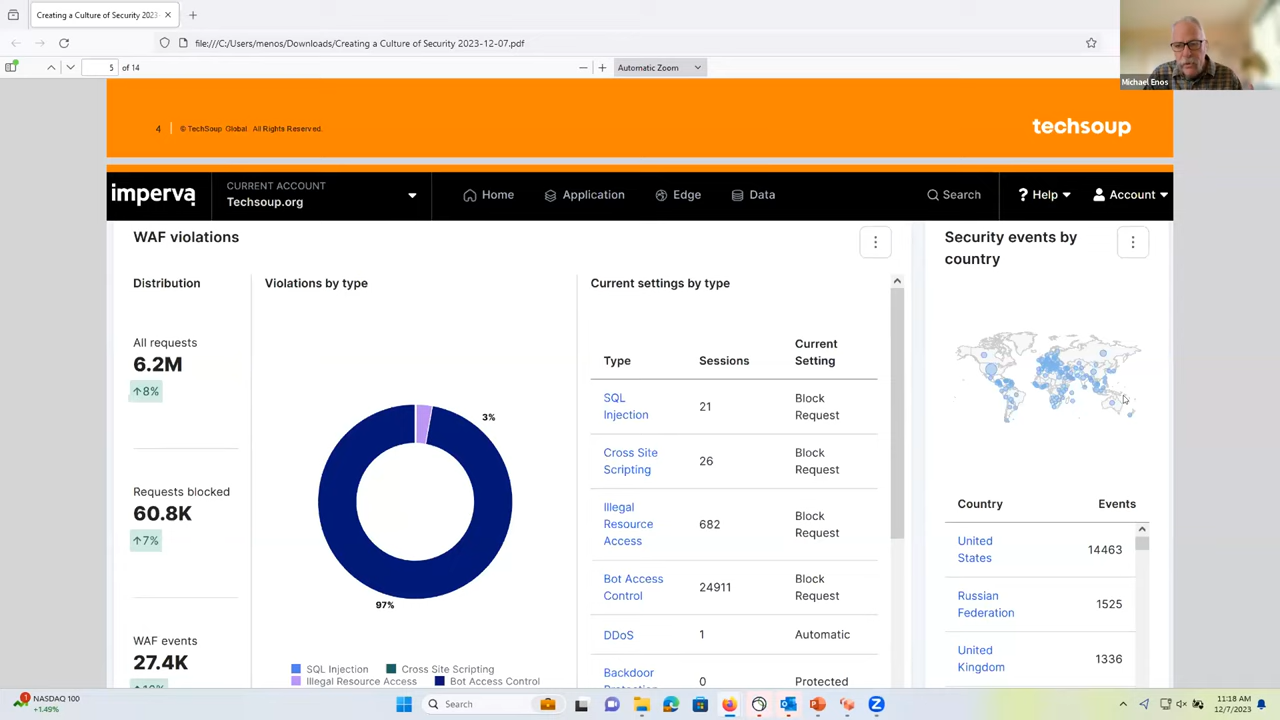 Creating a Culture of Security 2023-
file:///C:/Users/menos/Downloads/Creating a Culture of Security 2023-12-07.pdf
5 of 14
Automatic Zoom
Michael Enos
4 © TechSoup Global All Rights Reserved.
techsoup
imperva
CURRENT ACCOUNT
Techsoup.org
Home
Application
Edge
Data
Search
Help
Account
WAF violations
Security events by
country
Distribution
Violations by type
Current settings by type
All requests
6.2M
↑8%
Requests blocked
60.8K
↑7%
WAF events
27.4K
3%
97%
SQL Injection Cross Site Scripting
Illegal Resource Access Bot Access Control
Type Sessions Current
Setting
SQL
Injection 21 Block
Request
Cross Site
Scripting 26 Block
Request
Illegal
Resource
Access 682 Block
Request
Bot Access
Control 24911 Block
Request
DDoS 1 Automatic
Backdoor
0 Protected
Country Events
United
States 14463
Russian
Federation 1525
United
Kingdom 1336
NASDAQ 100
+1.49%
Search
11:18 AM
12/7/2023